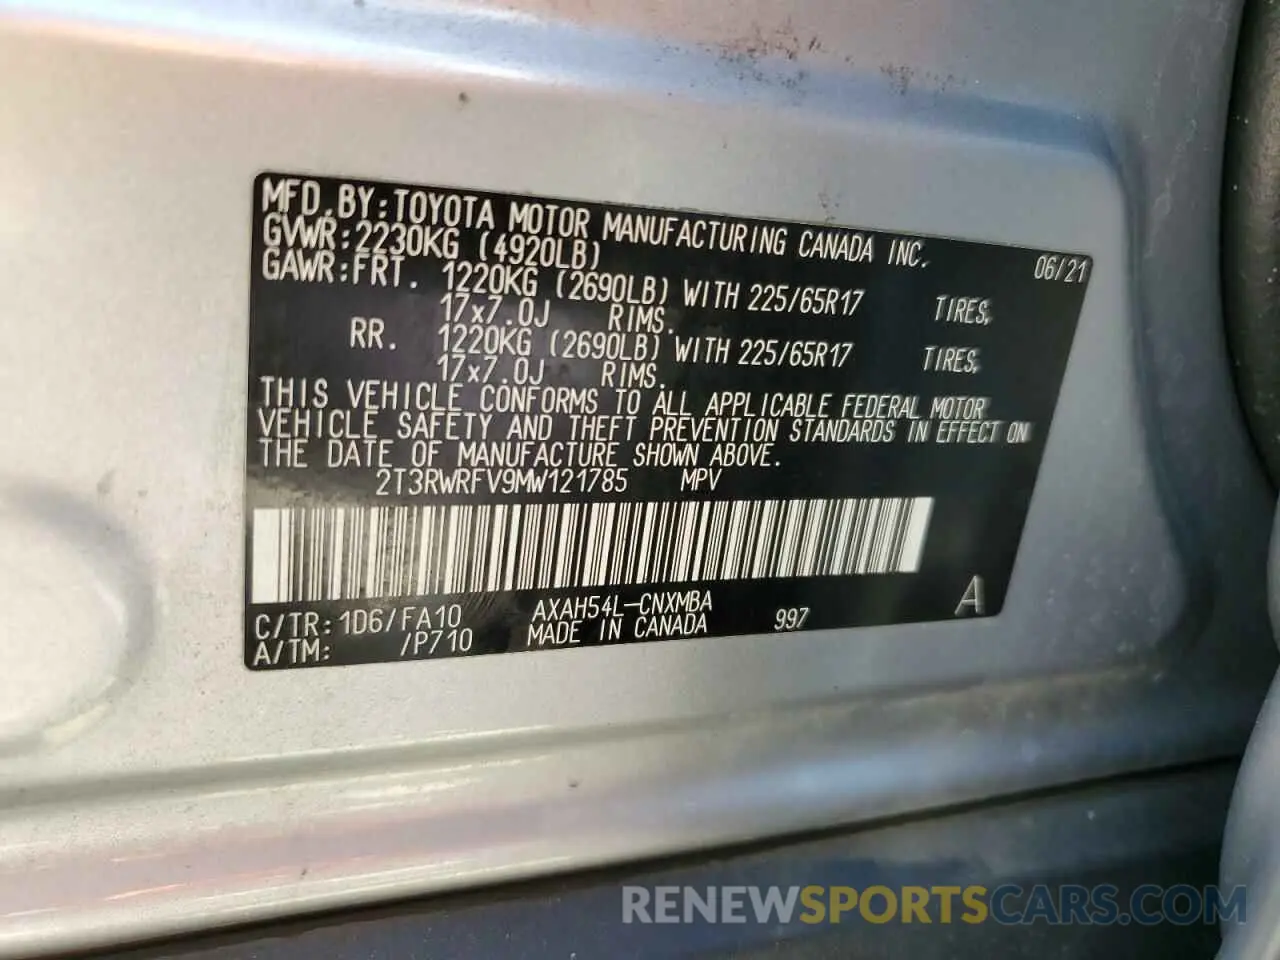 MFD. BY: TOYOTA MOTOR MANUFACTURING CANADA INC. 06/21
GVWR: 2230KG (4920LB)
GAWR: FRT. 1220KG (2690LB) WITH 225/65R17 TIRES,
17x7.0J RIMS.
RR. 1220KG (2690LB) WITH 225/65R17 TIRES,
17x7.0J RIMS.
THIS VEHICLE CONFORMS TO ALL APPLICABLE FEDERAL MOTOR
VEHICLE SAFETY AND THEFT PREVENTION STANDARDS IN EFFECT ON
THE DATE OF MANUFACTURE SHOWN ABOVE.
2T3RWRFV9MW121785 MPV
C/TR: 1D6/FA10 AXAH54L-CNXMBA 997 A
A/TM: /P710 MADE IN CANADA
RENEWSPORTSCARS.COM